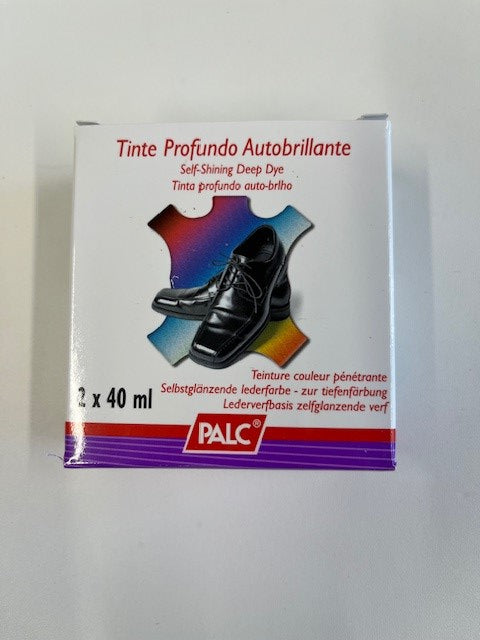 Tinte Profundo Autobrillante
Self-Shining Deep Dye
Tinta profundo auto-brlho
Teinture couleur pénétrante
Selbstglänzende lederfarbe - zur tiefenfärbung
Lederverfbasis zelfglanzende verf
2 x 40 ml
PALC®